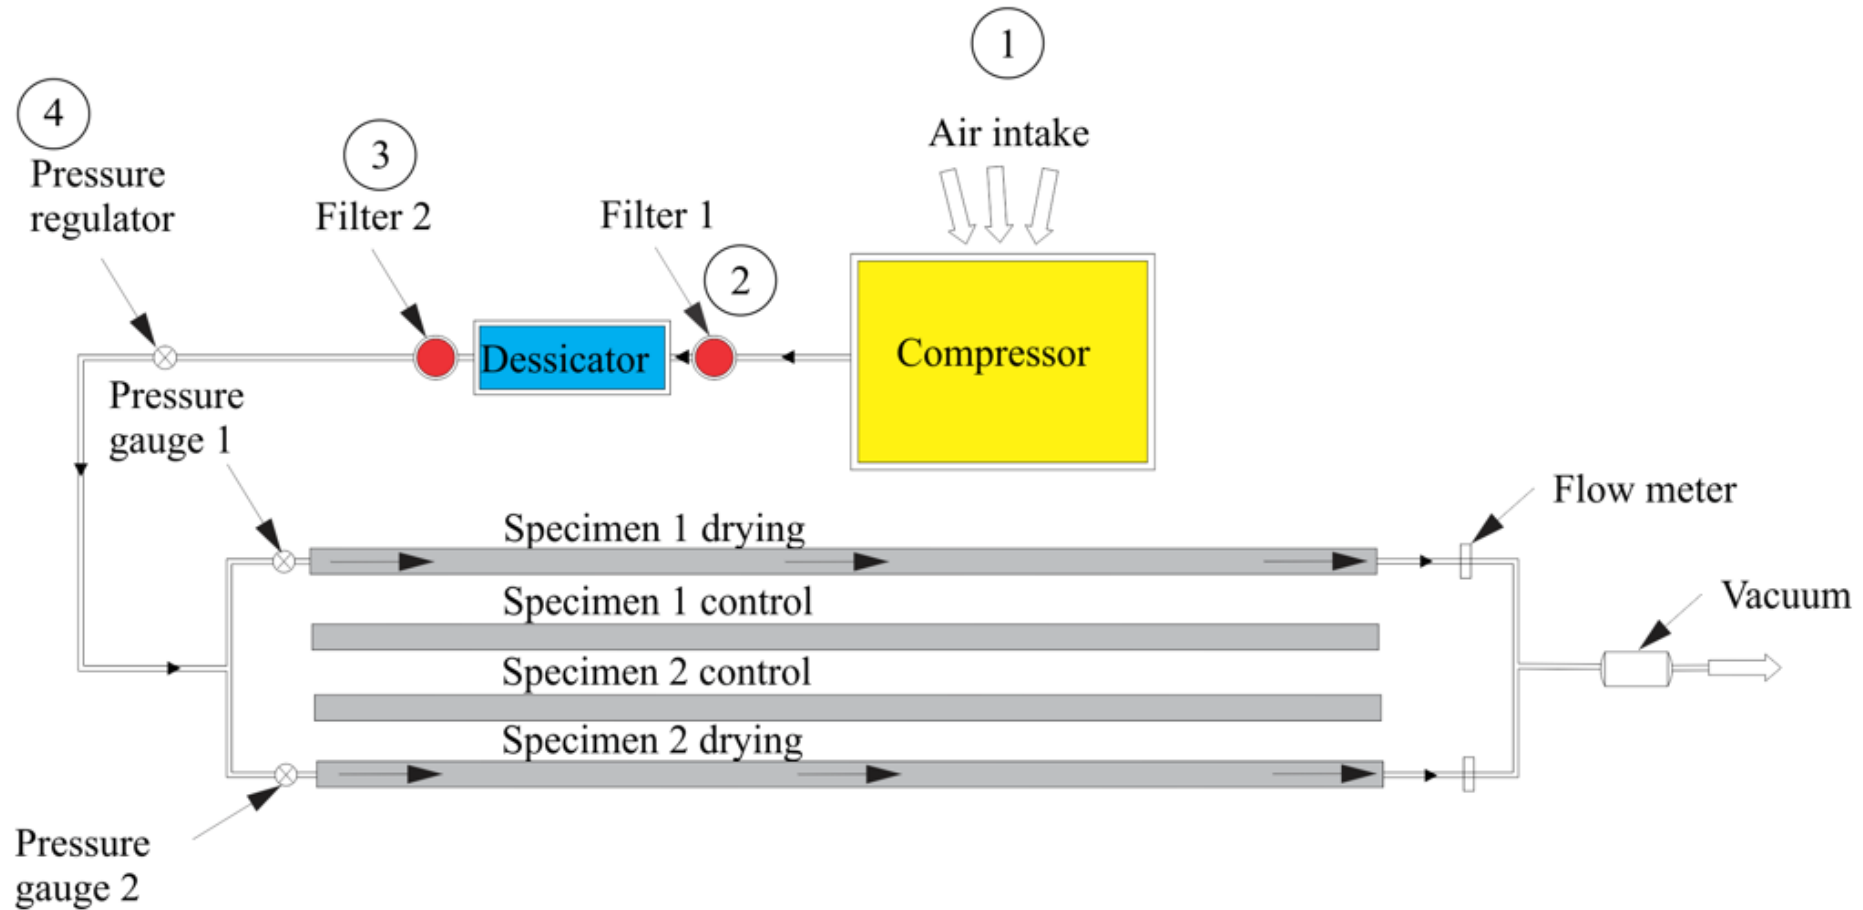 1
Air intake
4
Pressure
regulator
3
Filter 2
Filter 1
2
Dessicator
Compressor
Pressure
gauge 1
Flow meter
Specimen 1 drying
Specimen 1 control
Vacuum
Specimen 2 control
Specimen 2 drying
Pressure
gauge 2